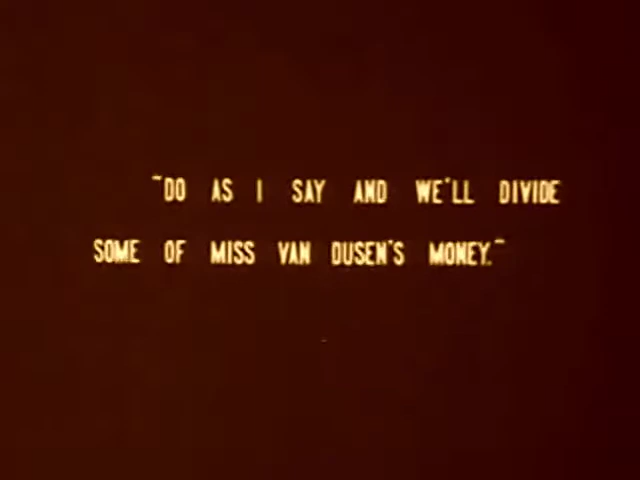 "DO AS I SAY AND WE'LL DIVIDE
SOME OF MISS VAN DUSEN'S MONEY."